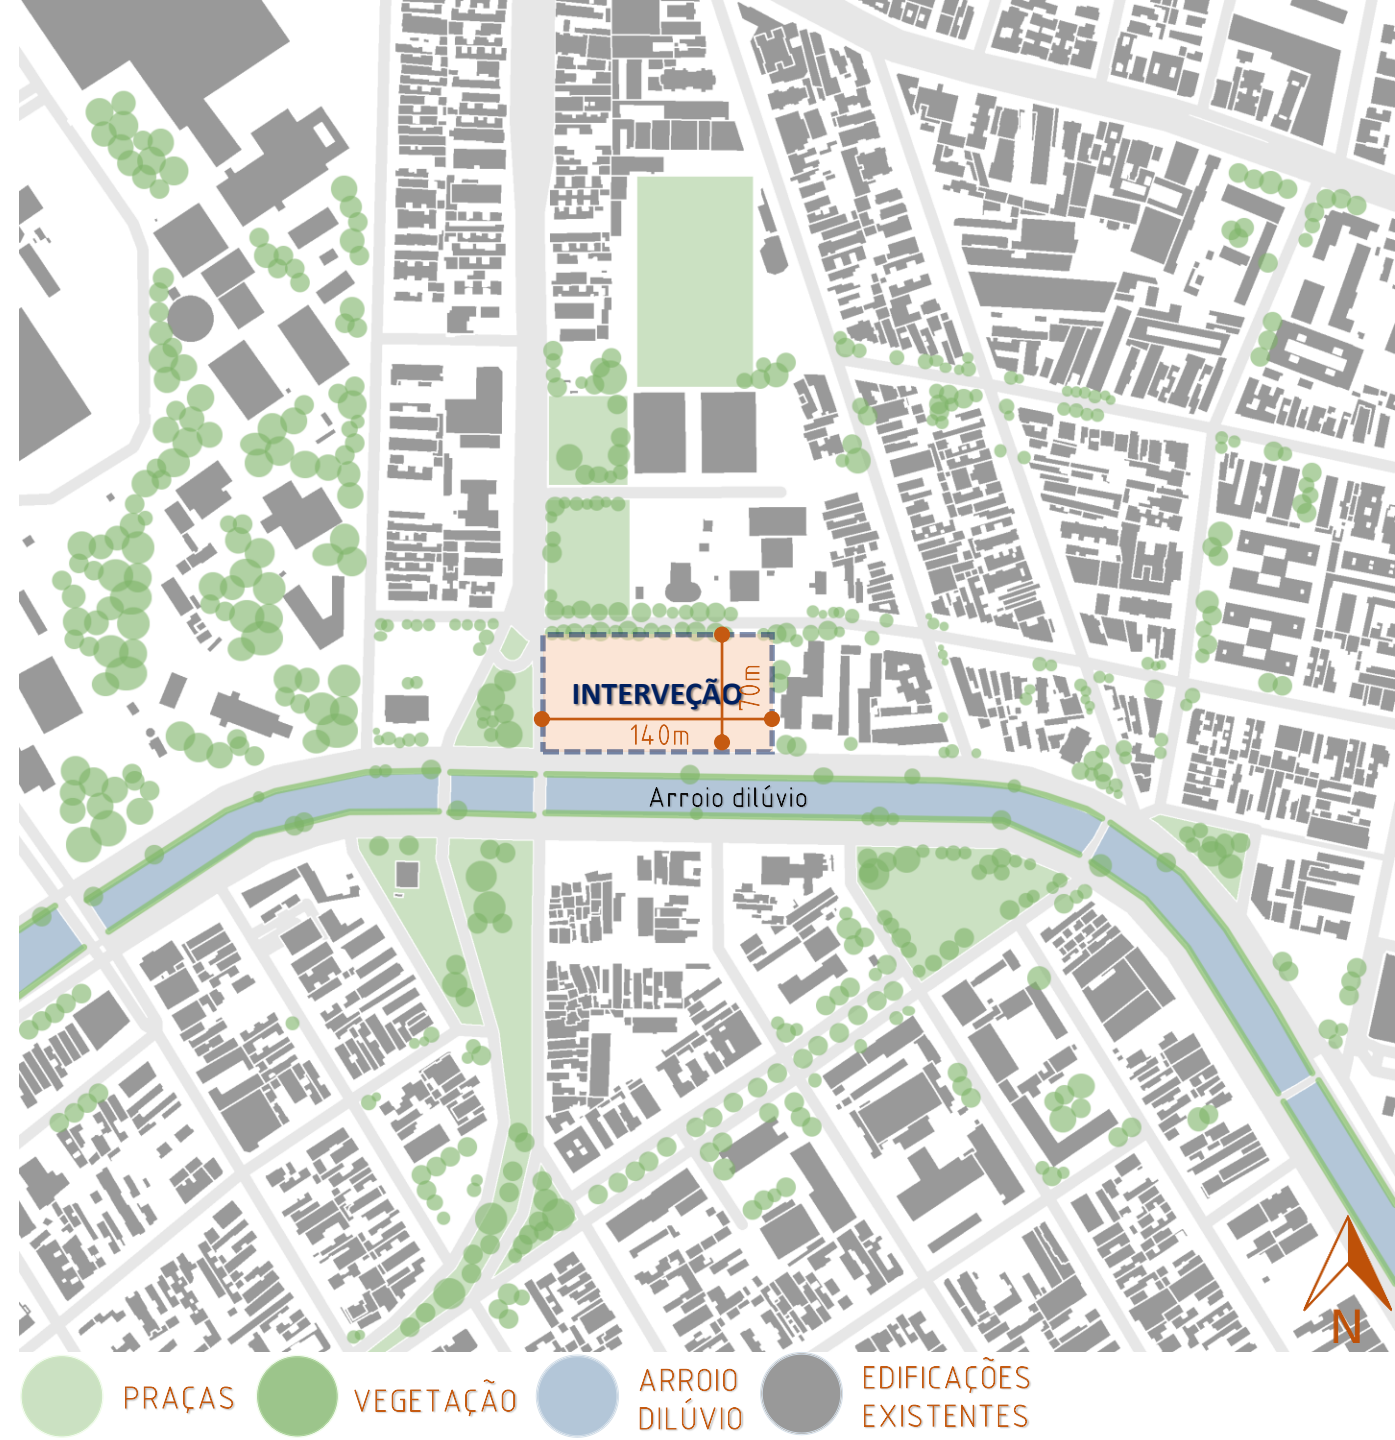 INTERVEÇÃO
70m
140m
Arroio dilúvio
N
PRAÇAS
VEGETAÇÃO
ARROIO
DILÚVIO
EDIFICAÇÕES
EXISTENTES